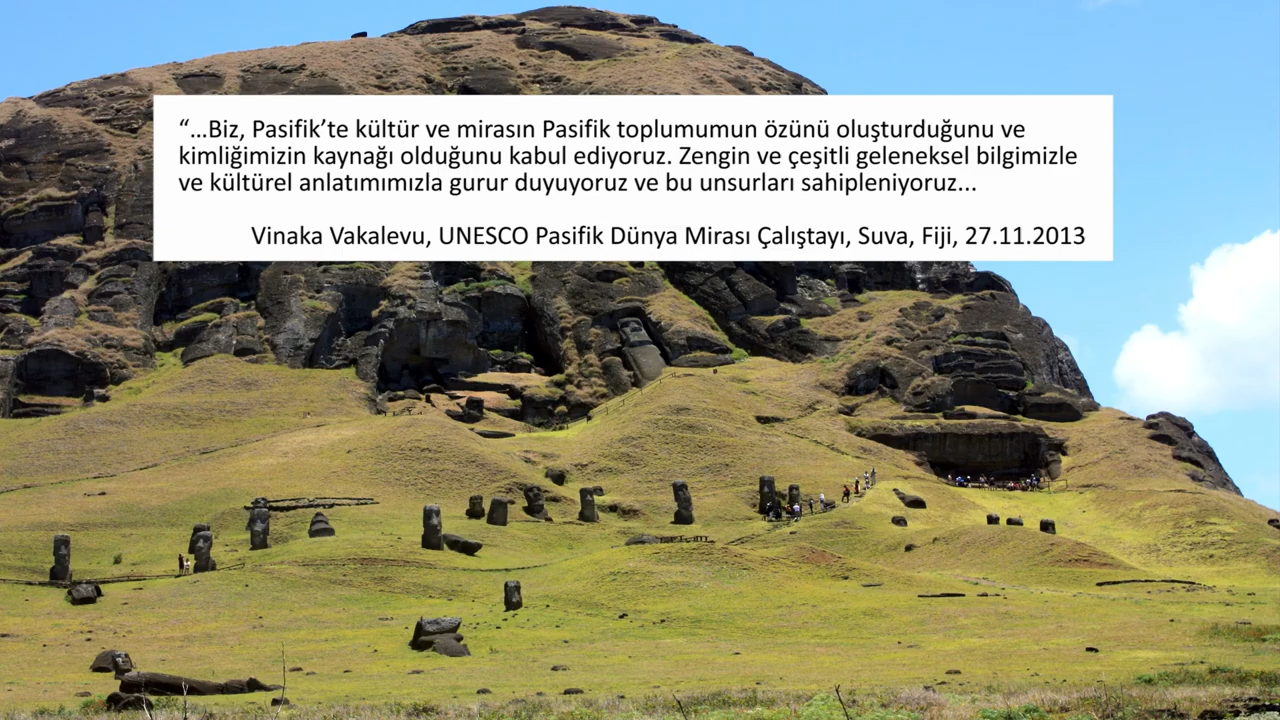 “...Biz, Pasifik’te kültür ve mirasın Pasifik toplumumun özünü oluşturduğunu ve
kimliğimizin kaynağı olduğunu kabul ediyoruz. Zengin ve çeşitli geleneksel bilgimizle
ve kültürel anlatımımızla gurur duyuyoruz ve bu unsurları sahipleniyoruz...
Vinaka Vakalevu, UNESCO Pasifik Dünya Mirası Çalıştayı, Suva, Fiji, 27.11.2013